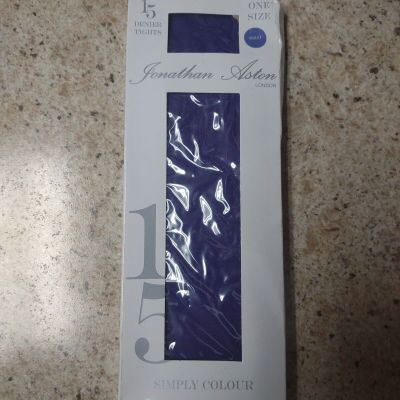 15
DENIER
TIGHTS
ONE
SIZE
Jonathan Aston
LONDON
15
SIMPLY COLOUR